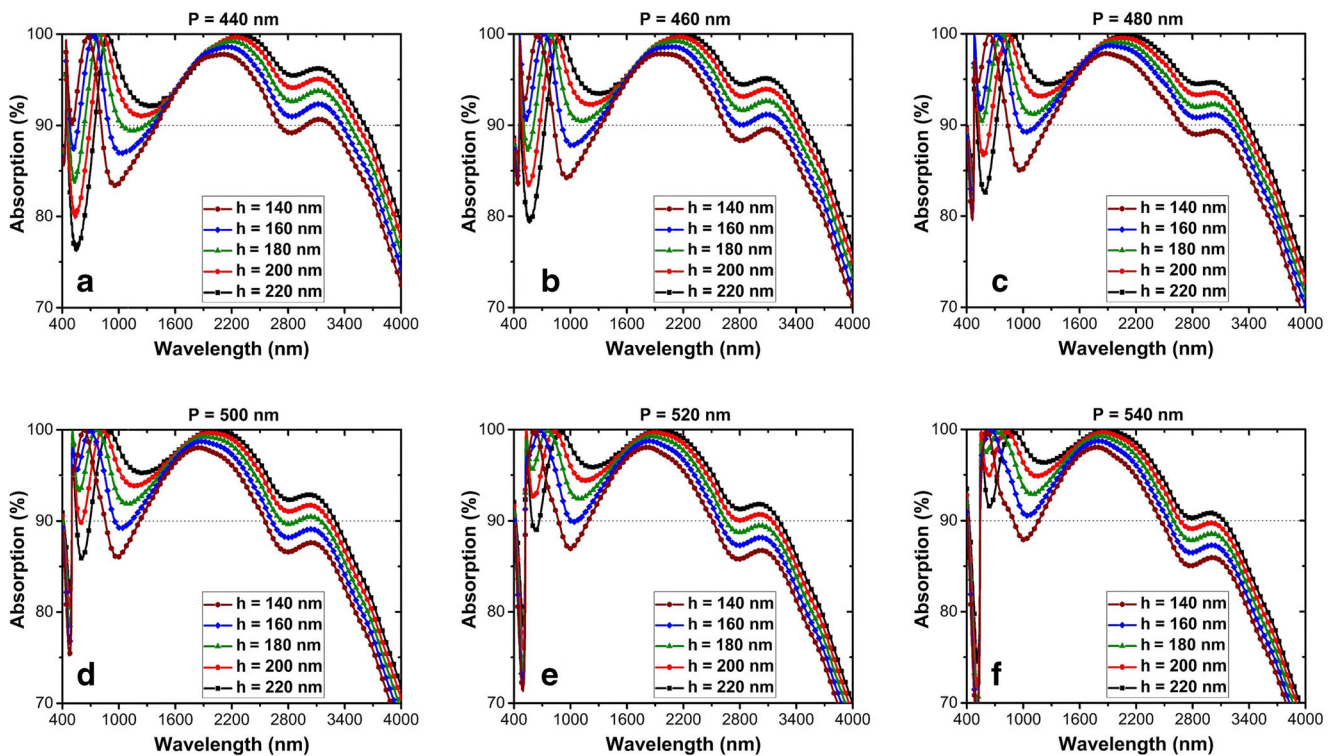 P = 440 nm
Absorption (%)
100
90
80
70
a
h = 140 nm
h = 160 nm
h = 180 nm
h = 200 nm
h = 220 nm
400 1000 1600 2200 2800 3400 4000
Wavelength (nm)
P = 460 nm
Absorption (%)
100
90
80
70
b
h = 140 nm
h = 160 nm
h = 180 nm
h = 200 nm
h = 220 nm
400 1000 1600 2200 2800 3400 4000
Wavelength (nm)
P = 480 nm
Absorption (%)
100
90
80
70
c
h = 140 nm
h = 160 nm
h = 180 nm
h = 200 nm
h = 220 nm
400 1000 1600 2200 2800 3400 4000
Wavelength (nm)
P = 500 nm
Absorption (%)
100
90
80
70
d
h = 140 nm
h = 160 nm
h = 180 nm
h = 200 nm
h = 220 nm
400 1000 1600 2200 2800 3400 4000
Wavelength (nm)
P = 520 nm
Absorption (%)
100
90
80
70
e
h = 140 nm
h = 160 nm
h = 180 nm
h = 200 nm
h = 220 nm
400 1000 1600 2200 2800 3400 4000
Wavelength (nm)
P = 540 nm
Absorption (%)
100
90
80
70
f
h = 140 nm
h = 160 nm
h = 180 nm
h = 200 nm
h = 220 nm
400 1000 1600 2200 2800 3400 4000
Wavelength (nm)